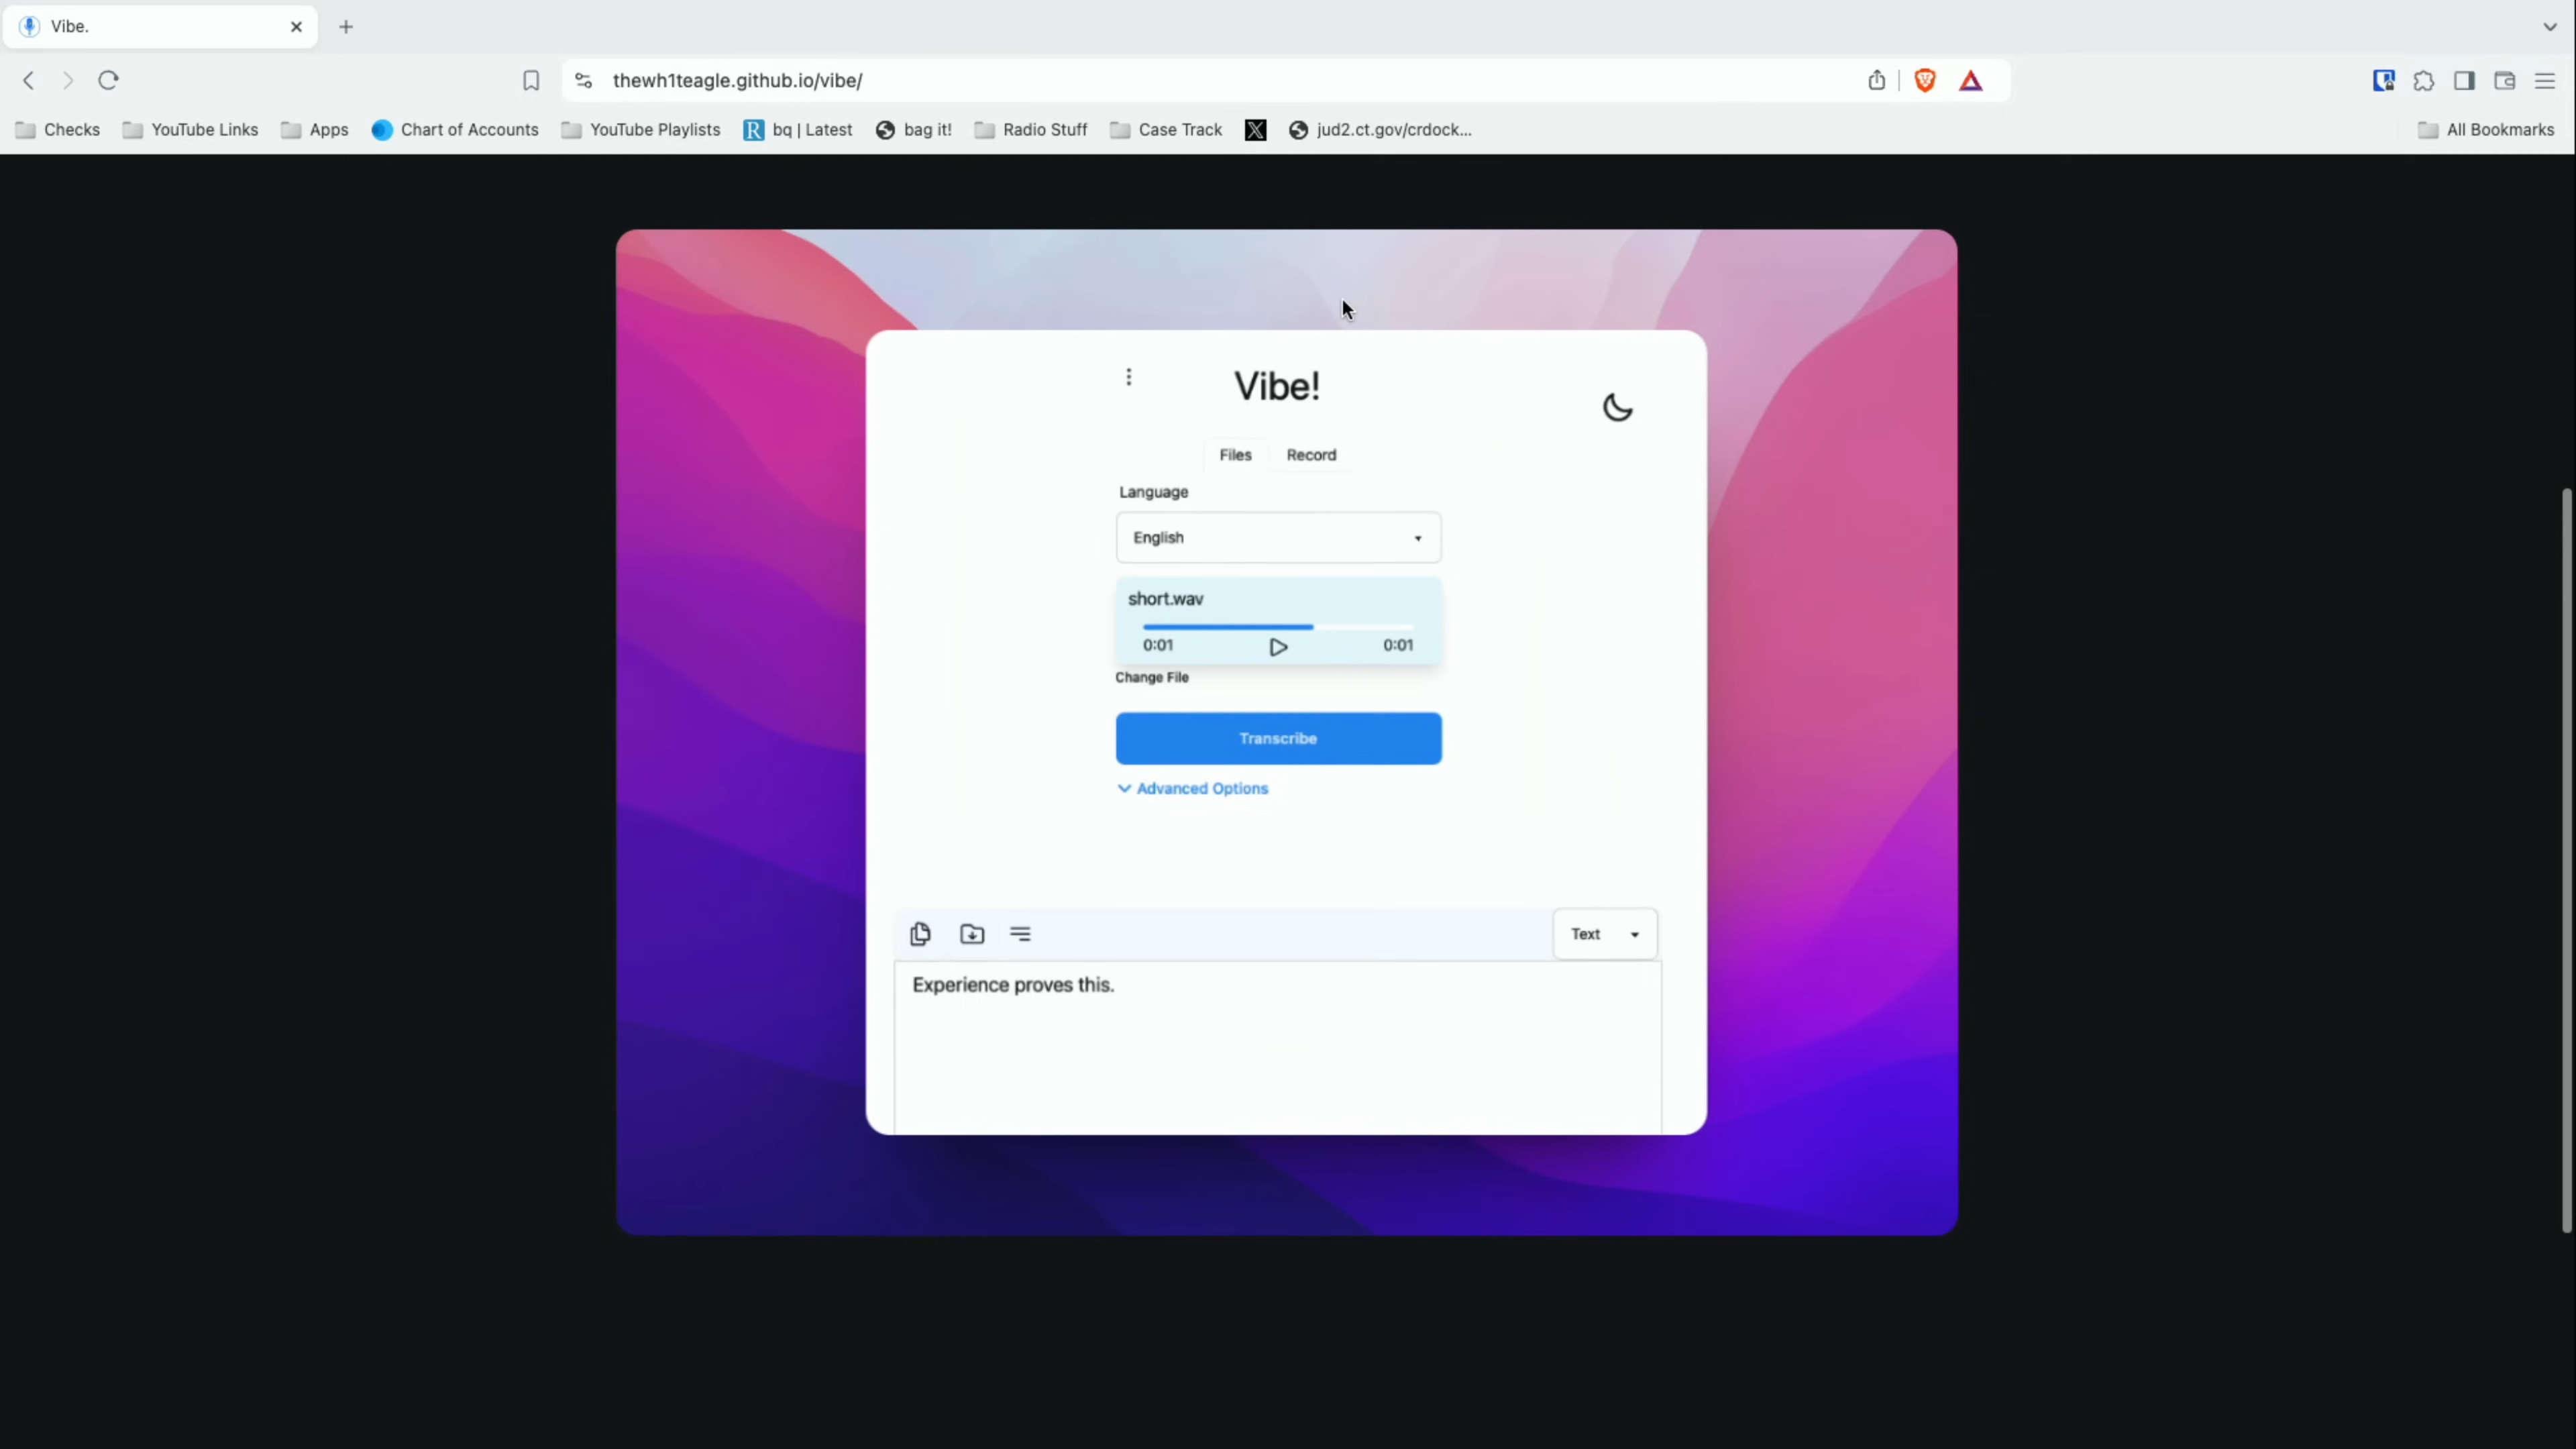 Vibe.
thewh1teagle.github.io/vibe/
Checks YouTube Links Apps Chart of Accounts YouTube Playlists bq | Latest bag it! Radio Stuff Case Track jud2.ct.gov/crdock... All Bookmarks
Vibe!
Files Record
Language
English
short.wav
0:01 0:01
Change File
Transcribe
Advanced Options
Text
Experience proves this.